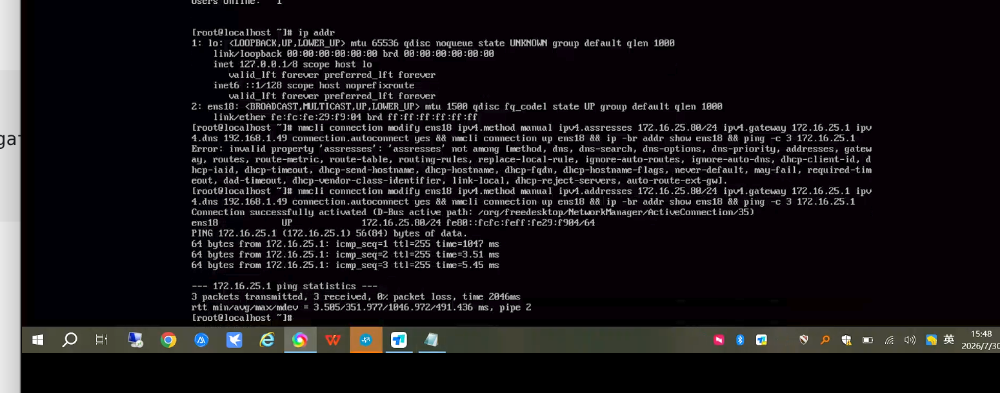 Users online:   1
[root@localhost ~]# ip addr
1: lo: <LOOPBACK,UP,LOWER_UP> mtu 65536 qdisc noqueue state UNKNOWN group default qlen 1000
    link/loopback 00:00:00:00:00:00 brd 00:00:00:00:00:00
    inet 127.0.0.1/8 scope host lo
       valid_lft forever preferred_lft forever
    inet6 ::1/128 scope host noprefixroute
       valid_lft forever preferred_lft forever
2: ens18: <BROADCAST,MULTICAST,UP,LOWER_UP> mtu 1500 qdisc fq_codel state UP group default qlen 1000
    link/ether fe:fc:fe:29:f9:04 brd ff:ff:ff:ff:ff:ff
[root@localhost ~]# nmcli connection modify ens18 ipv4.method manual ipv4.assresses 172.16.25.80/24 ipv4.gateway 172.16.25.1 ipv
4.dns 192.168.1.49 connection.autoconnect yes && nmcli connection up ens18 && ip -br addr show ens18 && ping -c 3 172.16.25.1
Error: invalid property 'assresses': 'assresses' not among [method, dns, dns-search, dns-options, dns-priority, addresses, gatew
ay, routes, route-metric, route-table, routing-rules, replace-local-rule, ignore-auto-routes, ignore-auto-dns, dhcp-client-id, d
hcp-iaid, dhcp-timeout, dhcp-send-hostname, dhcp-hostname, dhcp-fqdn, dhcp-hostname-flags, never-default, may-fail, required-tim
eout, dad-timeout, dhcp-vendor-class-identifier, link-local, dhcp-reject-servers, auto-route-ext-gw].
[root@localhost ~]# nmcli connection modify ens18 ipv4.method manual ipv4.addresses 172.16.25.80/24 ipv4.gateway 172.16.25.1 ipv
4.dns 192.168.1.49 connection.autoconnect yes && nmcli connection up ens18 && ip -br addr show ens18 && ping -c 3 172.16.25.1
Connection successfully activated (D-Bus active path: /org/freedesktop/NetworkManager/ActiveConnection/35)
ens18            UP             172.16.25.80/24 fe80::fcfc:feff:fe29:f904/64
PING 172.16.25.1 (172.16.25.1) 56(84) bytes of data.
64 bytes from 172.16.25.1: icmp_seq=1 ttl=255 time=1047 ms
64 bytes from 172.16.25.1: icmp_seq=2 ttl=255 time=3.51 ms
64 bytes from 172.16.25.1: icmp_seq=3 ttl=255 time=5.45 ms
--- 172.16.25.1 ping statistics ---
3 packets transmitted, 3 received, 0% packet loss, time 2046ms
rtt min/avg/max/mdev = 3.505/351.977/1046.972/491.436 ms, pipe 2
[root@localhost ~]#
英
15:48
2026/7/30